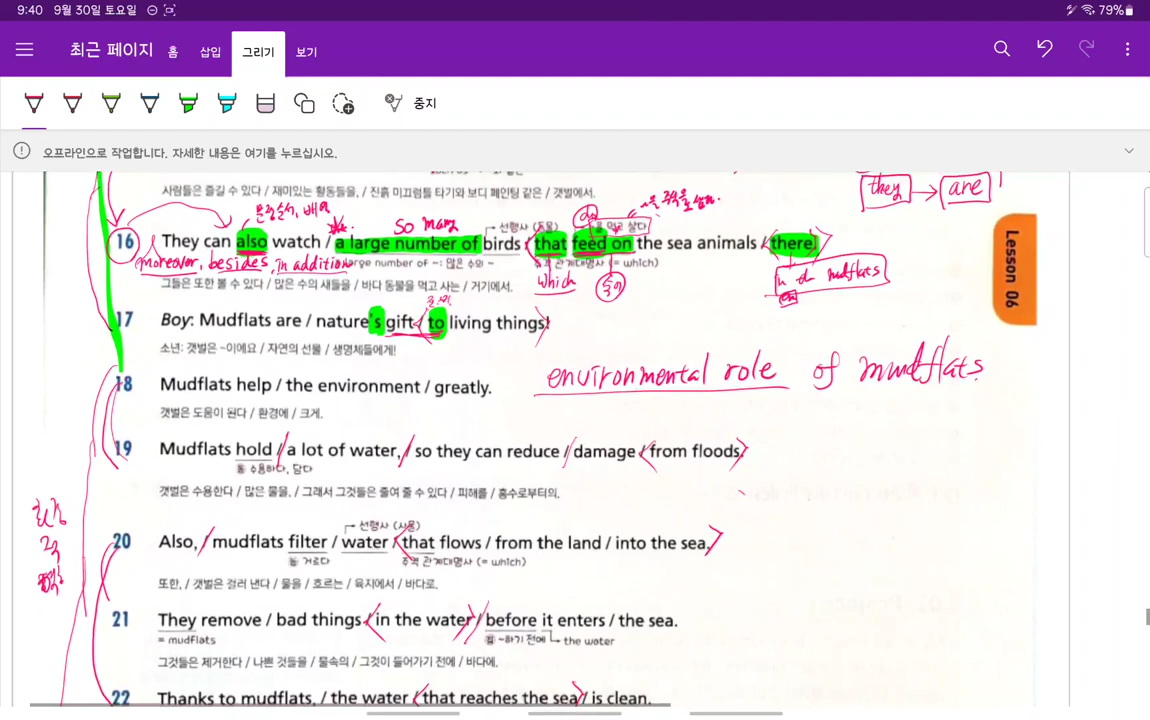 9:40 9월 30일 토요일 79%
최근 페이지 홈 삽입 그리기 보기
중지
오프라인으로 작업합니다. 자세한 내용은 여기를 누르십시오.
사람들은 즐길 수 있다 / 재미있는 활동들을, / 진흙 미끄럼틀 타기와 보디 페인팅 같은 / 갯벌에서.
they → are
문장순서, 배열
so many
선행사 (동물)
16 They can also watch / a large number of birds / that feed on the sea animals / there.
moreover, besides, in addition
large number of ~: 많은 수의 ~
주격 관계대명사 (= which)
which
in the mudflats
그들은 또한 볼 수 있다 / 많은 수의 새들을 / 바다 동물을 먹고 사는 / 거기에서.
17 Boy: Mudflats are / nature's gift / to living things!
소년: 갯벌은 ~이에요 / 자연의 선물 / 생명체들에게!
environmental role of mudflats.
18 Mudflats help / the environment / greatly.
갯벌은 도움이 된다 / 환경에 / 크게.
19 Mudflats hold / a lot of water, / so they can reduce / damage from floods.
동 수용하다, 담다
갯벌은 수용한다 / 많은 물을, / 그래서 그것들은 줄여 줄 수 있다 / 피해를 / 홍수로부터의.
선행사 (사물)
20 Also, / mudflats filter / water / that flows / from the land / into the sea.
동 거르다
주격 관계대명사 (= which)
또한, / 갯벌은 걸러 낸다 / 물을 / 흐르는 / 육지에서 / 바다로.
21 They remove / bad things in the water / before it enters / the sea.
= mudflats
접 ~하기 전에
the water
그것들은 제거한다 / 나쁜 것들을 / 물속의 / 그것이 들어가기 전에 / 바다에.
22 Thanks to mudflats, / the water that reaches the sea / is clean.
Lesson 06